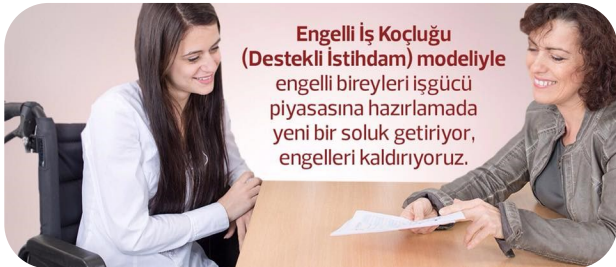 Engelli İş Koçluğu
(Destekli İstihdam) modeliyle
engelli bireyleri işgücü
piyasasına hazırlamada
yeni bir soluk getiriyor,
engelleri kaldırıyoruz.